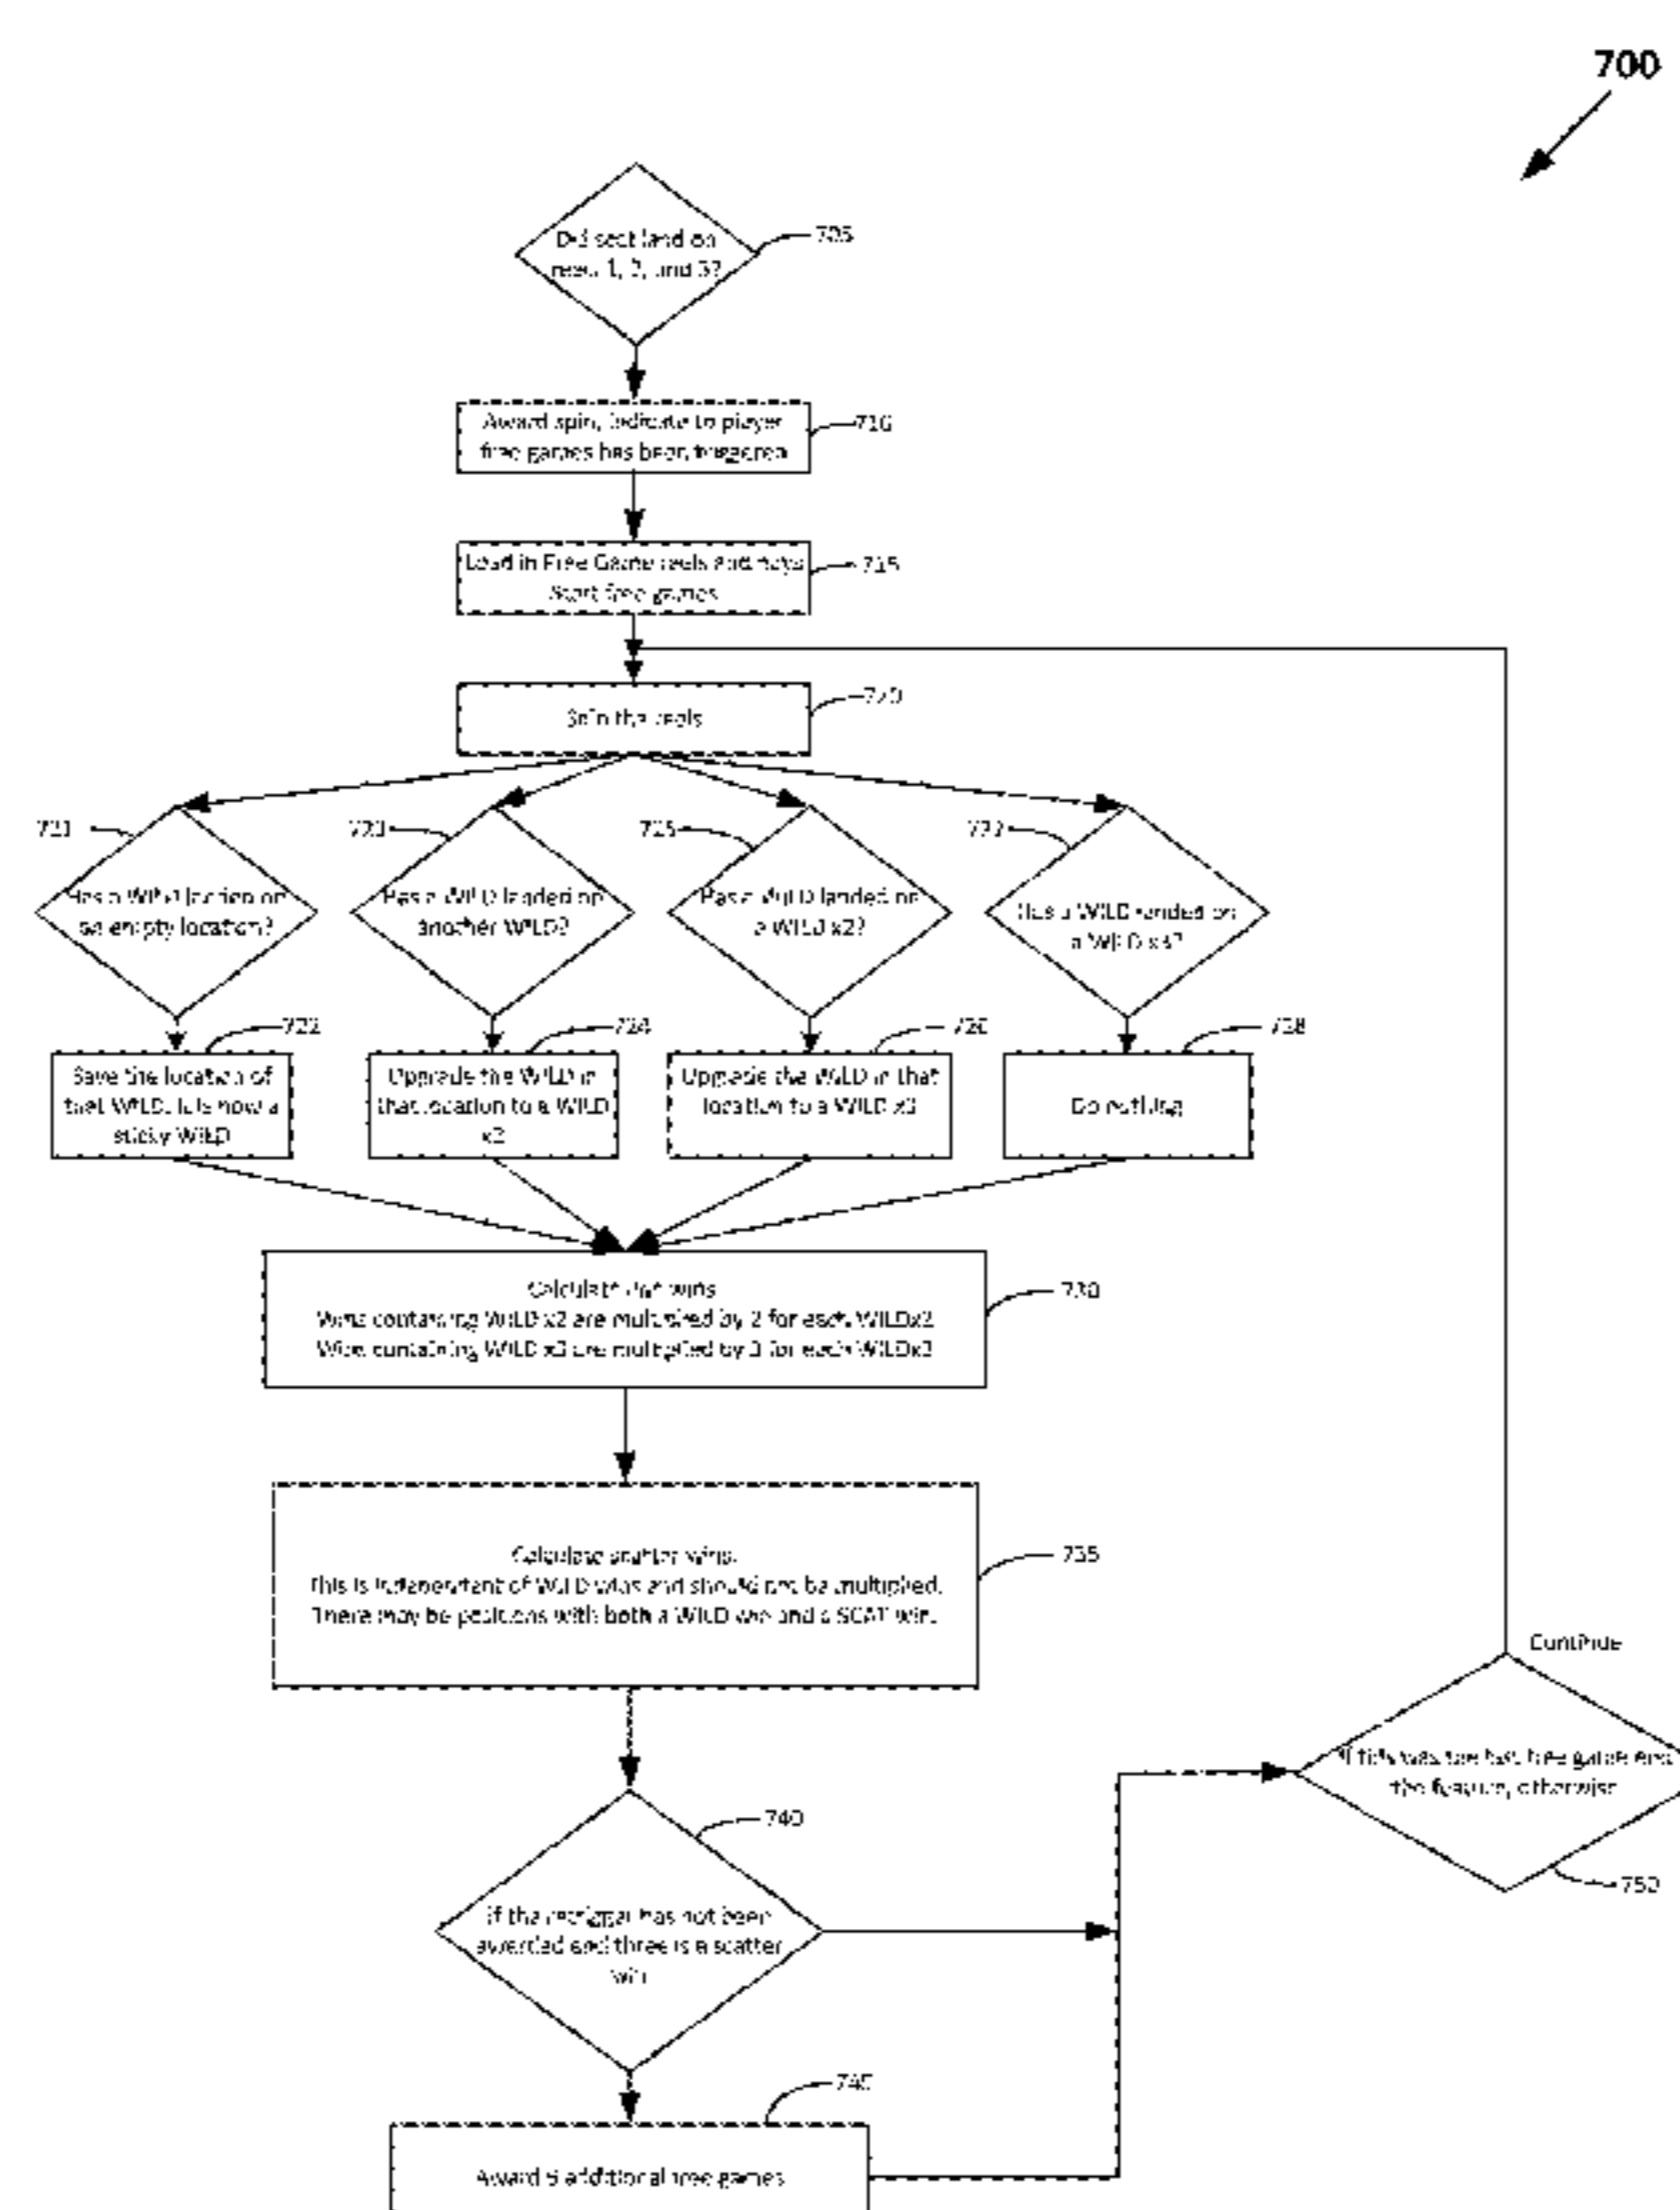 700
Did scat land on
reels 1, 2, and 3?
705
Award spin, indicate to player
free games has been triggered
710
Load in Free Game reels and pays
Start free games
715
Spin the reels
720
721
Has a WILD landed on
an empty location?
723
Has a WILD landed on
another WILD?
725
Has a WILD landed on
a WILD x2?
727
Has a WILD landed on
a WILD x3?
722
Save the location of
that WILD. It is now a
sticky WILD
724
Upgrade the WILD in
that location to a WILD
x2
726
Upgrade the WILD in that
location to a WILD x3
728
Do nothing
Calculate wins
Wins containing WILD x2 are multiplied by 2 for each WILDx2
Wins containing WILD x3 are multiplied by 3 for each WILDx3
730
Calculate scatter wins.
This is independent of WILD wins and should not be multiplied.
There may be positions with both a WILD win and a SCAT win.
735
Continue
If this was the last free game end
the feature, otherwise
750
740
If the retrigger has not been
awarded and three is a scatter
win
745
Award additional free games